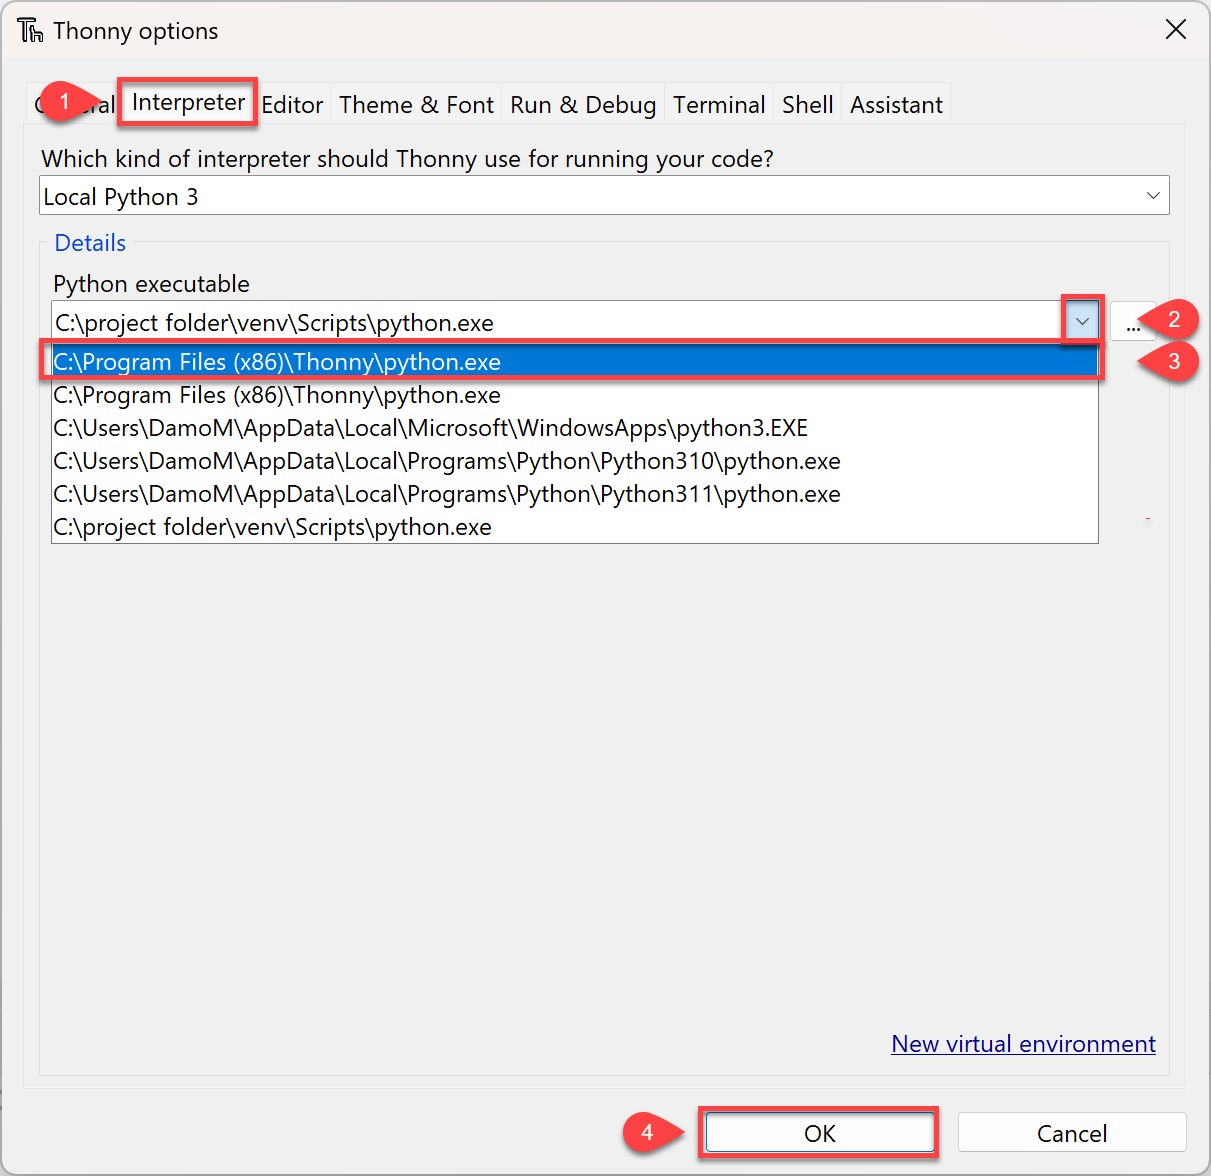 Thonny options
1
Interpreter
Editor
Theme & Font
Run & Debug
Terminal
Shell
Assistant
Which kind of interpreter should Thonny use for running your code?
Local Python 3
Details
Python executable
C:\project folder\venv\Scripts\python.exe
...
2
C:\Program Files (x86)\Thonny\python.exe
3
C:\Program Files (x86)\Thonny\python.exe
C:\Users\DamoM\AppData\Local\Microsoft\WindowsApps\python3.EXE
C:\Users\DamoM\AppData\Local\Programs\Python\Python310\python.exe
C:\Users\DamoM\AppData\Local\Programs\Python\Python311\python.exe
C:\project folder\venv\Scripts\python.exe
New virtual environment
4
OK
Cancel